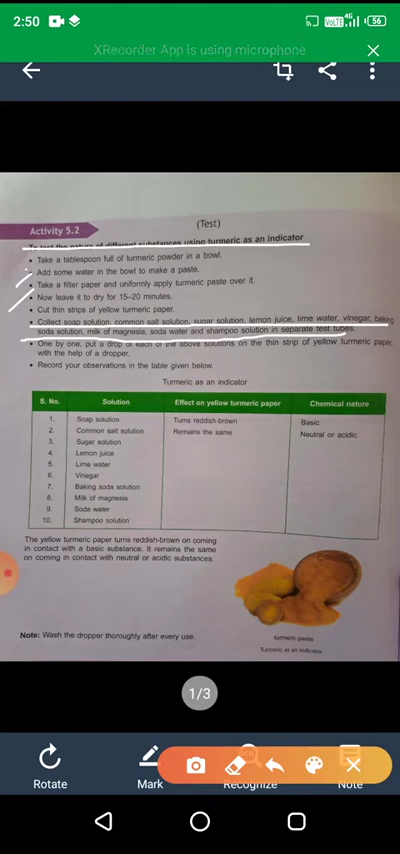 2:50
VoLTE 4G 56
XRecorder App is using microphone
Activity 5.2
(Test)
To test the nature of different substances using turmeric as an indicator
• Take a tablespoon full of turmeric powder in a bowl.
• Add some water in the bowl to make a paste.
• Take a filter paper and uniformly apply turmeric paste over it.
• Now leave it to dry for 15–20 minutes.
• Cut thin strips of yellow turmeric paper.
• Collect soap solution, common salt solution, sugar solution, lemon juice, lime water, vinegar, baking
soda solution, milk of magnesia, soda water and shampoo solution in separate test tubes.
• One by one, put a drop of each of the above solutions on the thin strip of yellow turmeric paper,
with the help of a dropper.
• Record your observations in the table given below.
Turmeric as an indicator
S. No. Solution Effect on yellow turmeric paper Chemical nature
1. Soap solution Turns reddish-brown Basic
2. Common salt solution Remains the same Neutral or acidic
3. Sugar solution
4. Lemon juice
5. Lime water
6. Vinegar
7. Baking soda solution
8. Milk of magnesia
9. Soda water
10. Shampoo solution
The yellow turmeric paper turns reddish-brown on coming
in contact with a basic substance. It remains the same
on coming in contact with neutral or acidic substances.
Note: Wash the dropper thoroughly after every use.
turmeric paste
Turmeric as an indicator
1/3
Rotate Mark Recognize Note